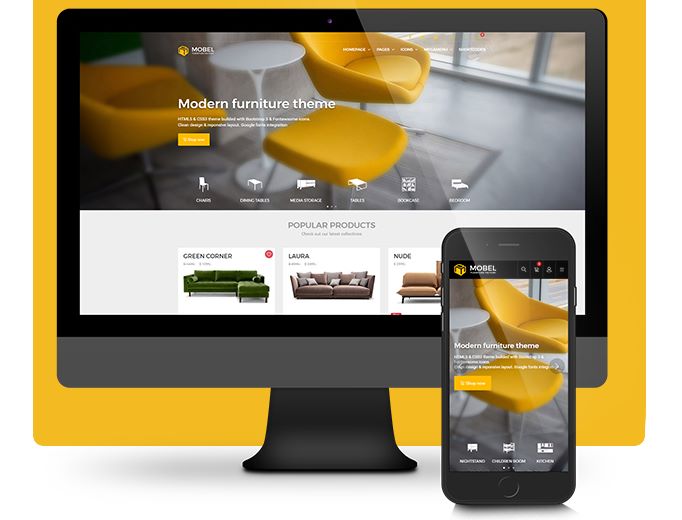 MOBEL
HOMEPAGE PAGES ICONS MEGAMENU SHORTCODES
Modern furniture theme
HTML5 & CSS3 theme builded with Bootstrap 3 & Fontawesome icons.
Clean design & reponsive layout. Google fonts integration
Shop now
CHAIRS DINING TABLES MEDIA STORAGE TABLES BOOKCASE BEDROOM
POPULAR PRODUCTS
Check out our latest collections
GREEN CORNER LAURA NUDE
MOBEL
Modern furniture theme
HTML5 & CSS3 theme builded with Bootstrap 3 &
Fontawesome icons.
Clean design & reponsive layout. Google fonts integration
Shop now
NIGHTSTAND CHILDREN ROOM KITCHEN